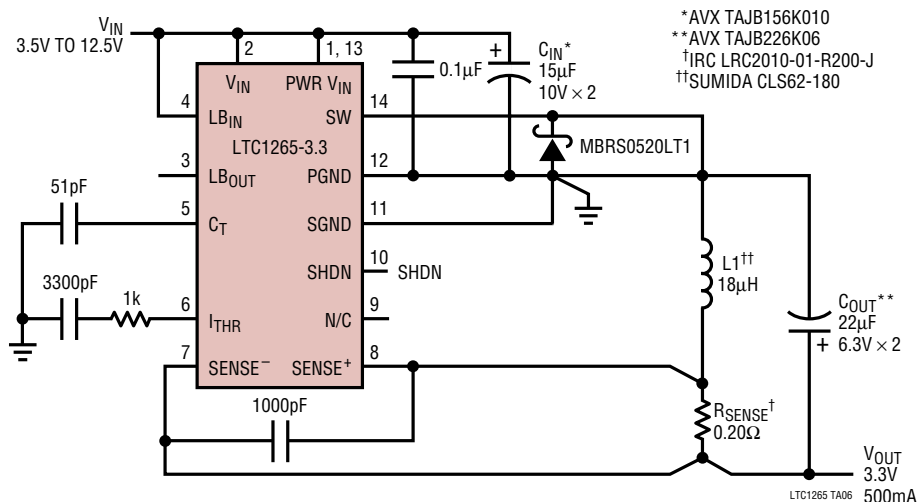 V_IN
3.5V TO 12.5V
*AVX TAJB156K010
**AVX TAJB226K06
†IRC LRC2010-01-R200-J
††SUMIDA CLS62-180
2
1, 13
V_IN
PWR V_IN
0.1µF
+
C_IN*
15µF
10V × 2
4
LB_IN
14
SW
LTC1265-3.3
MBRS0520LT1
3
LB_OUT
12
PGND
51pF
5
C_T
11
SGND
10
SHDN
SHDN
3300pF
1k
6
I_THR
9
N/C
L1††
18µH
C_OUT**
22µF
+ 6.3V × 2
7
SENSE⁻
8
SENSE⁺
1000pF
R_SENSE†
0.20Ω
V_OUT
3.3V
500mA
LTC1265 TA06